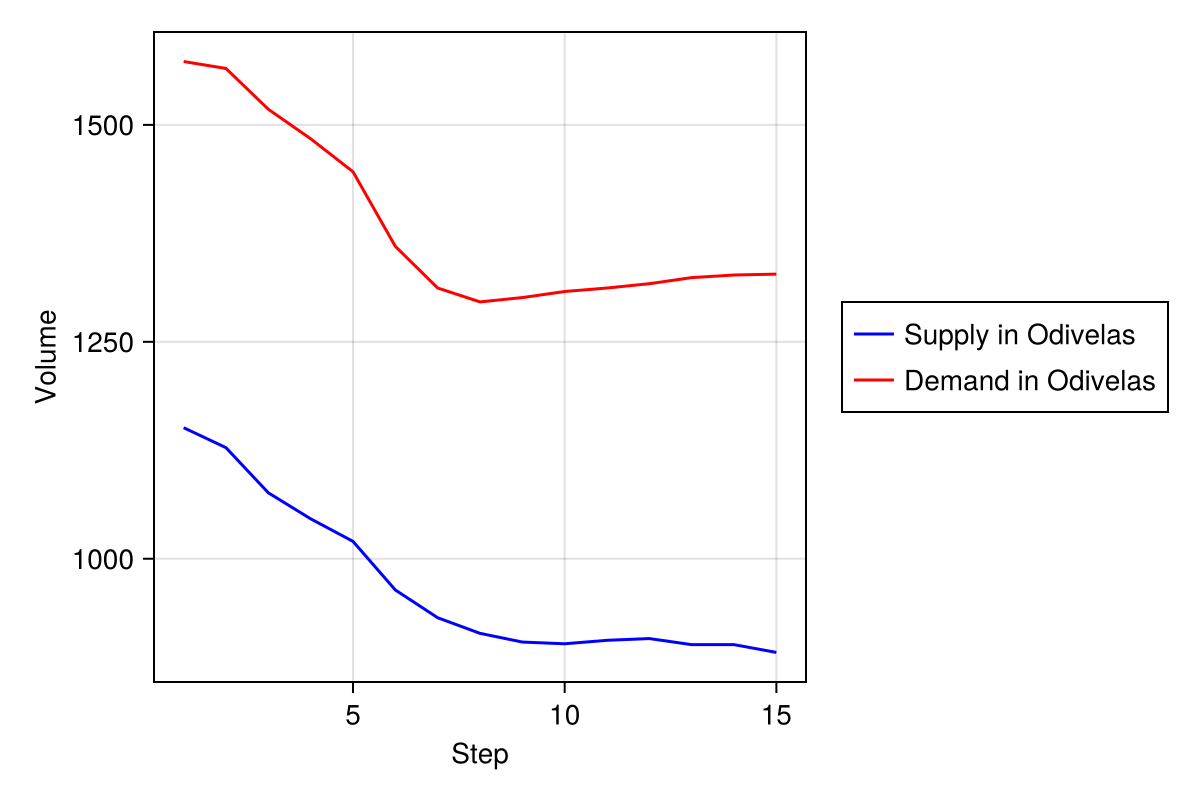 1500
1250
1000
Volume
5 10 15
Step
Supply in Odivelas
Demand in Odivelas